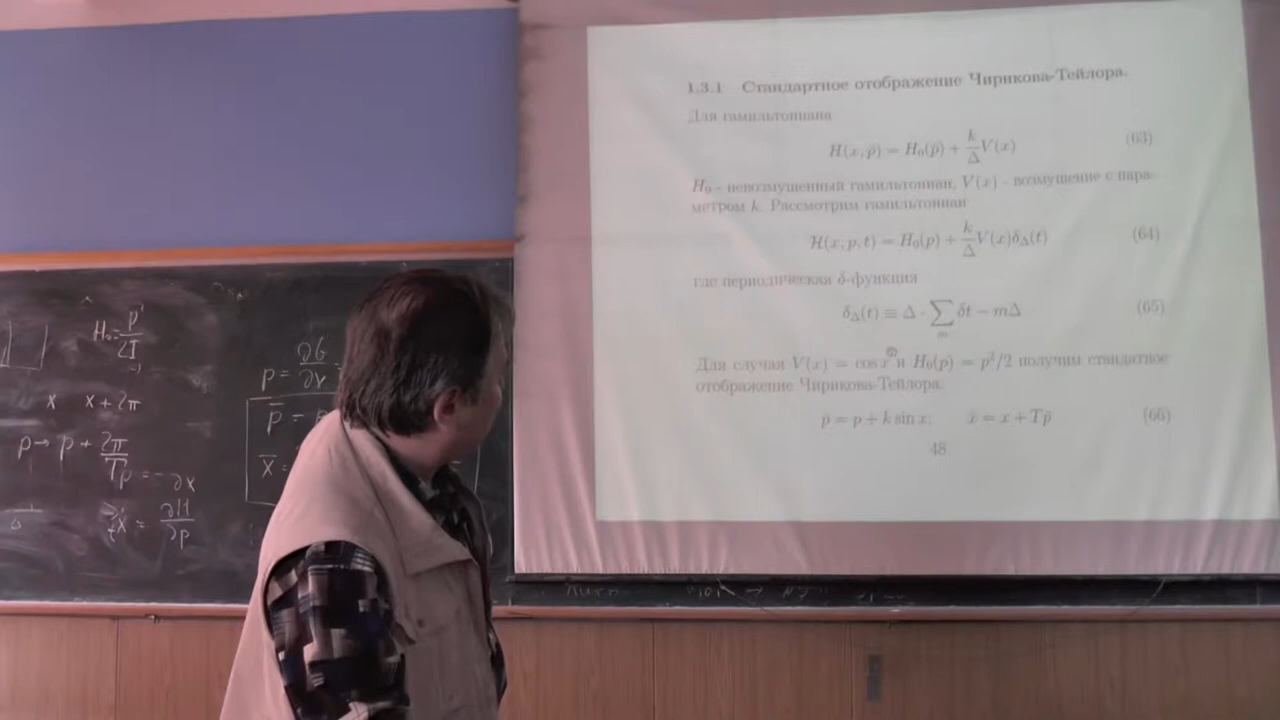 1.3.1 Стандартное отображение Чирикова-Тейлора.
Для гамильтониана
H(x, p) = H₀(p) + k/Δ V(x) (63)
H₀ - невозмущенный гамильтониан, V(x) - возмущение с пара-
метром k. Рассмотрим гамильтониан
H(x, p, t) = H₀(p) + k/Δ V(x)δ_Δ(t) (64)
где периодическая δ-функция
δ_Δ(t) ≡ Δ · ∑_m δt − mΔ (65)
Для случая V(x) = cos x и H₀(p) = p²/2 получим стандатное
отображение Чирикова-Тейлора.
p̄ = p + k sin x; x̄ = x + Tp̄ (66)
48
H₀ = p²/2I
x x+2π
p → p + 2π/T
ẋ = ∂H/∂p
p = ∂G/∂x =
p̄ = p
x̄ =